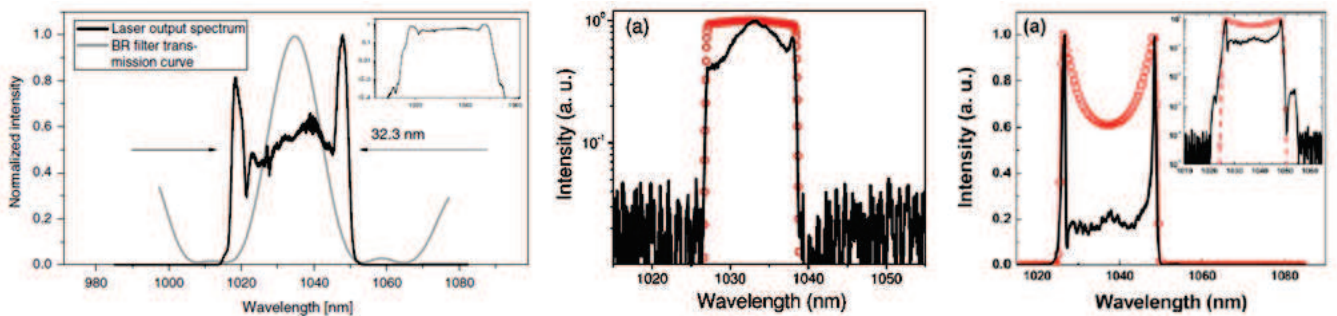 Laser output spectrum
BR filter trans-
mission curve
32.3 nm
Normalized intensity
1.0
0.8
0.6
0.4
0.2
0.0
980 1000 1020 1040 1060 1080
Wavelength [nm]
(a)
Intensity (a. u.)
10⁰
10⁻¹
1020 1030 1040 1050
Wavelength (nm)
(a)
Intensity (a. u.)
1.0
0.8
0.6
0.4
0.2
0.0
1020 1040 1060 1080
Wavelength (nm)